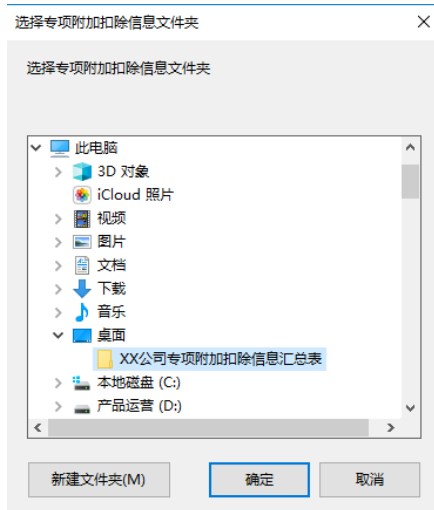 选择专项附加扣除信息文件夹
选择专项附加扣除信息文件夹
此电脑
3D 对象
iCloud 照片
视频
图片
文档
下载
音乐
桌面
XX公司专项附加扣除信息汇总表
本地磁盘 (C:)
产品运营 (D:)
新建文件夹(M)
确定
取消